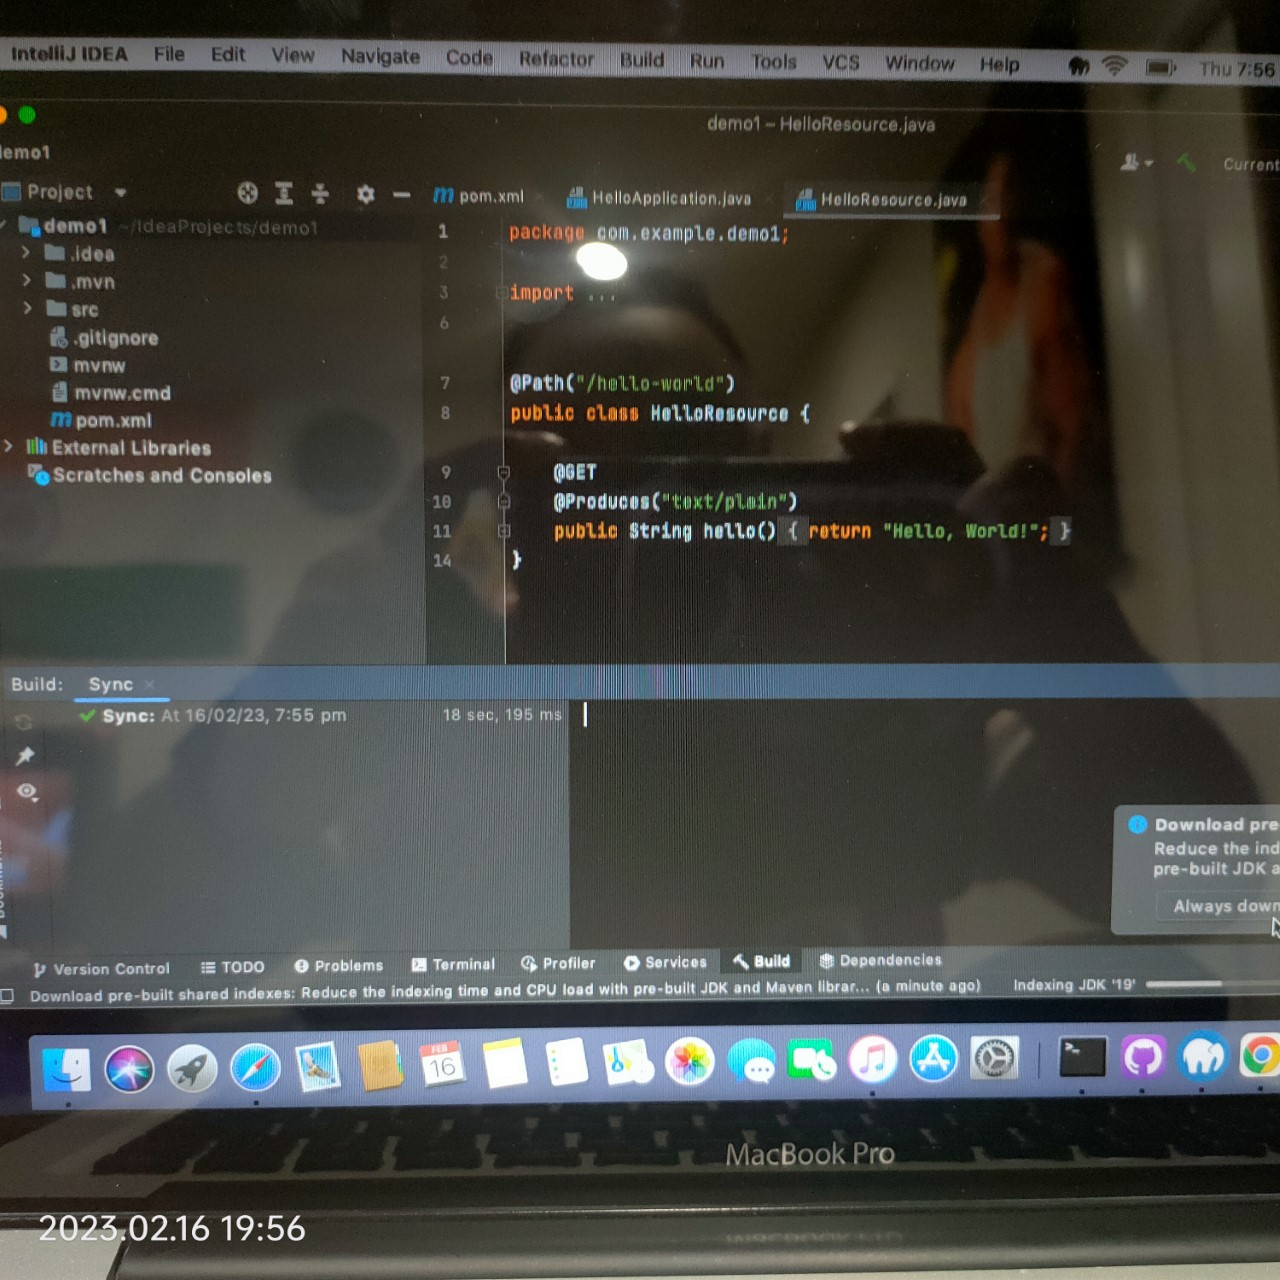 IntelliJ IDEA File Edit View Navigate Code Refactor Build Run Tools VCS Window Help Thu 7:56
demo1 – HelloResource.java
demo1
Current
Project
pom.xml HelloApplication.java HelloResource.java
demo1 ~/IdeaProjects/demo1
.idea
.mvn
src
.gitignore
mvnw
mvnw.cmd
pom.xml
External Libraries
Scratches and Consoles
1 package com.example.demo1;
2
3 import ...
6
7 @Path("/hello-world")
8 public class HelloResource {
9 @GET
10 @Produces("text/plain")
11 public String hello() { return "Hello, World!"; }
14 }
Build: Sync
Sync: At 16/02/23, 7:55 pm 18 sec, 195 ms
Download pre
Reduce the ind
pre-built JDK a
Always down
Version Control TODO Problems Terminal Profiler Services Build Dependencies
Download pre-built shared indexes: Reduce the indexing time and CPU load with pre-built JDK and Maven librar... (a minute ago) Indexing JDK '19'
FEB
16
MacBook Pro
2023.02.16 19:56